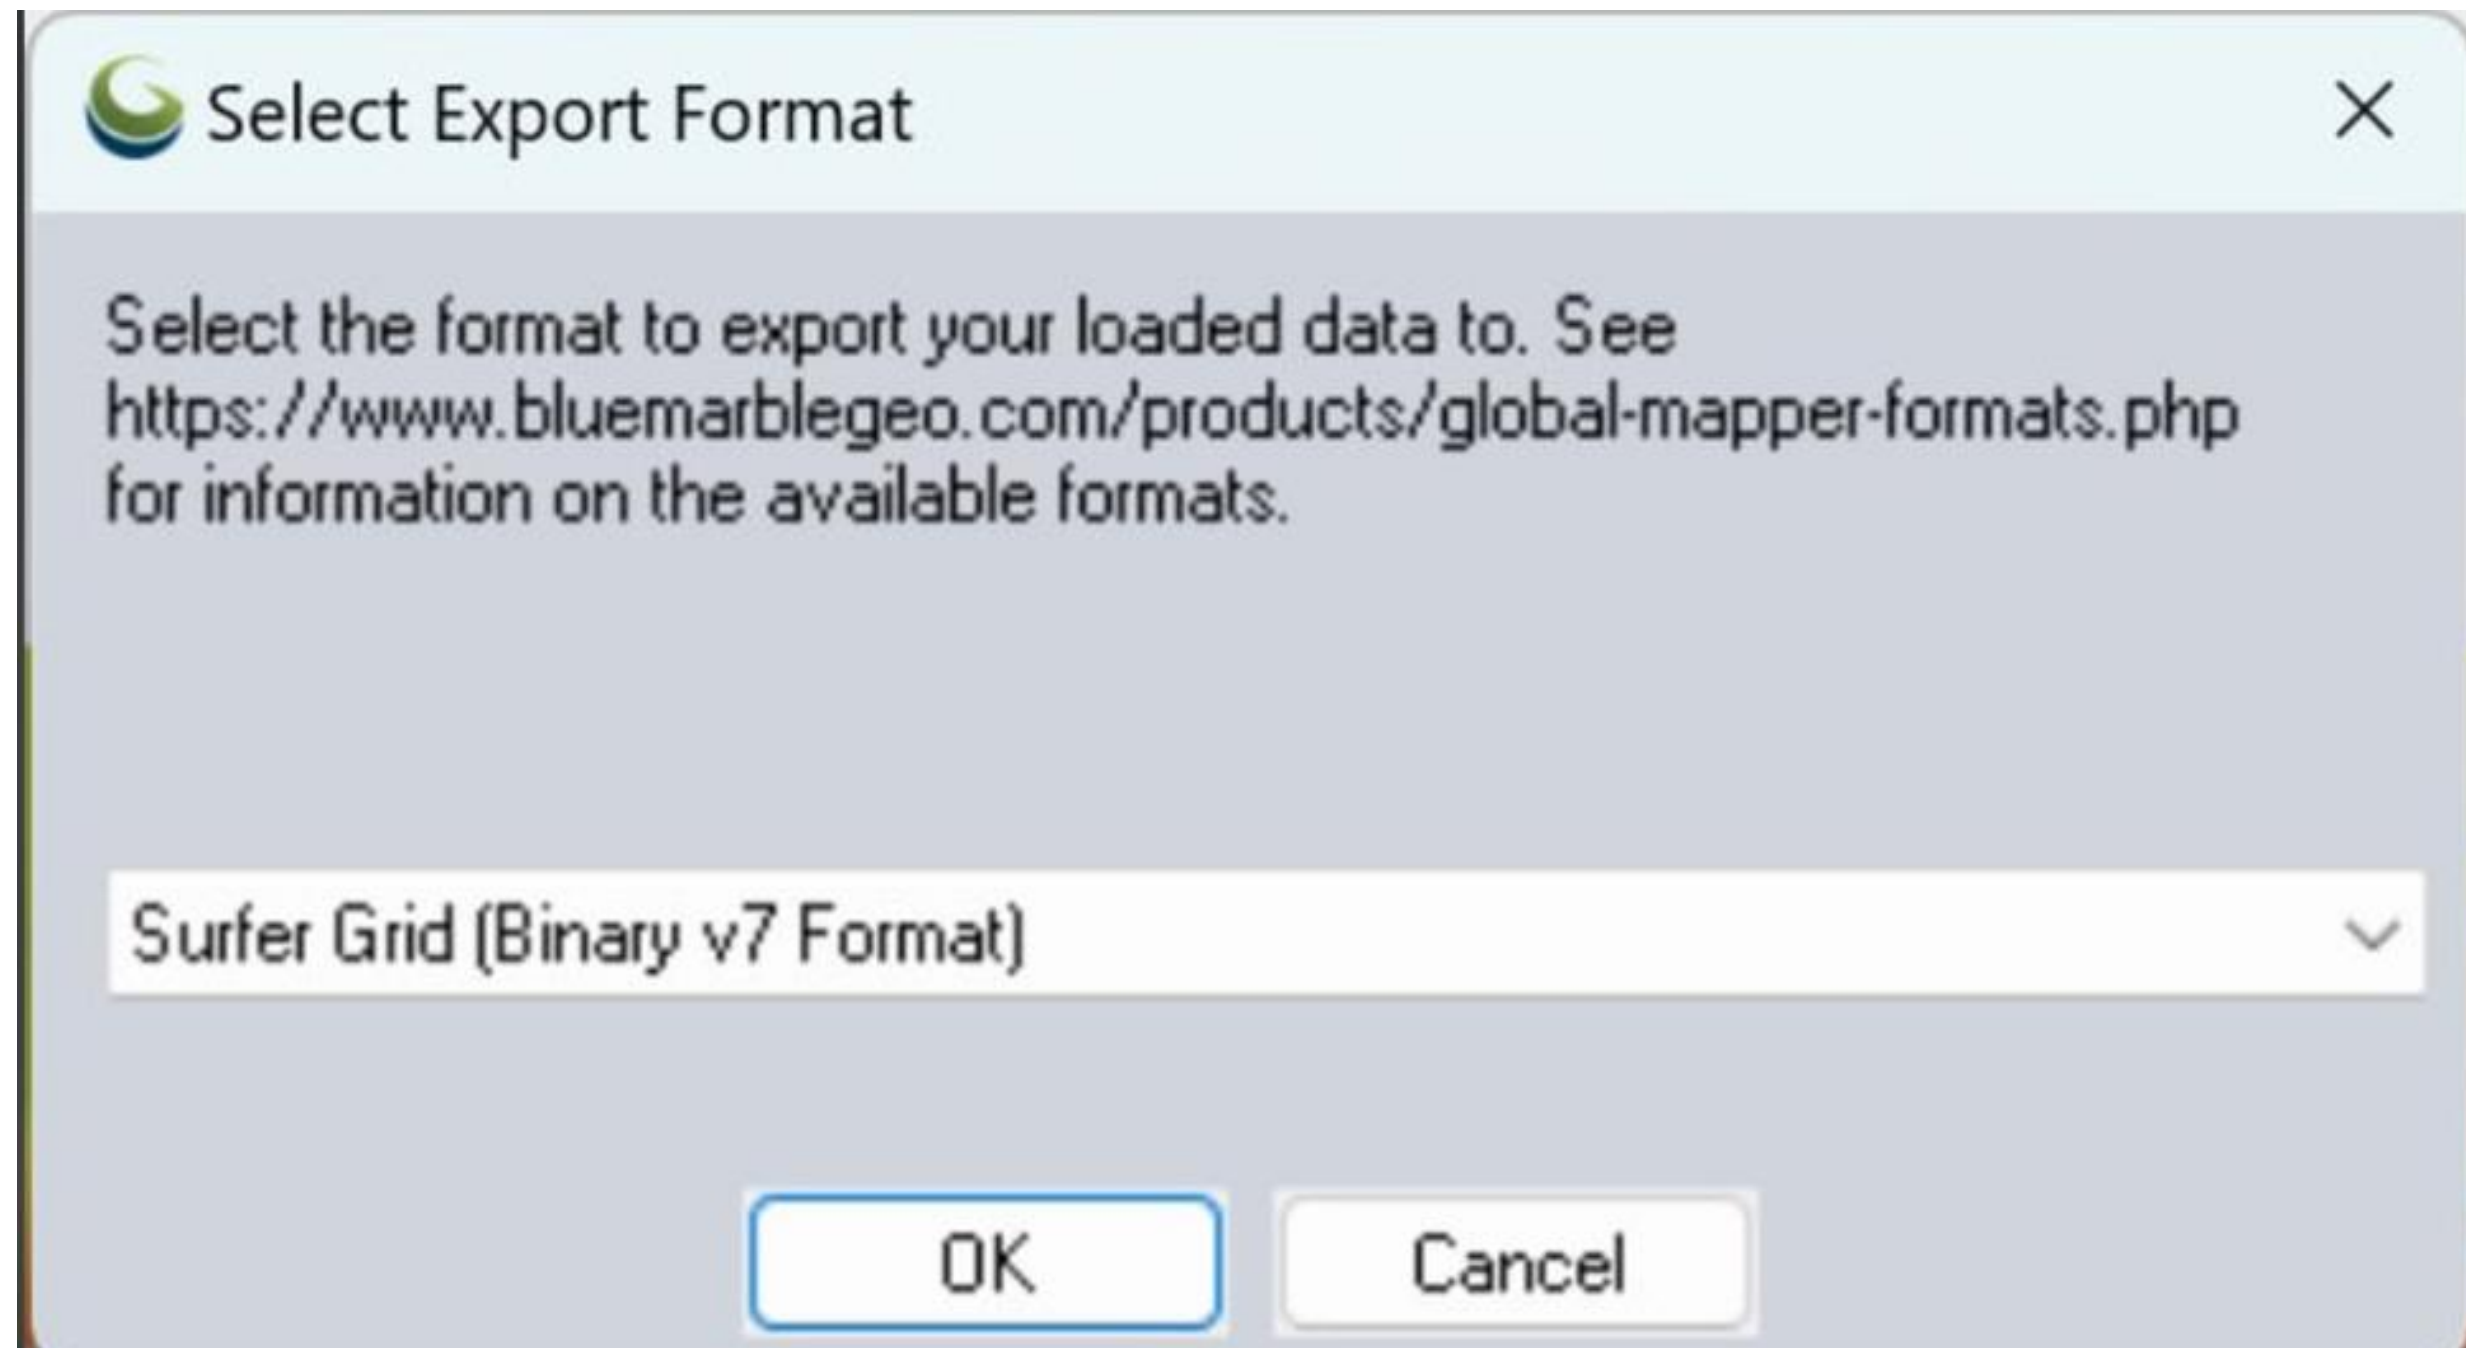 Select Export Format
Select the format to export your loaded data to. See
https://www.bluemarblegeo.com/products/global-mapper-formats.php
for information on the available formats.
Surfer Grid (Binary v7 Format)
OK
Cancel